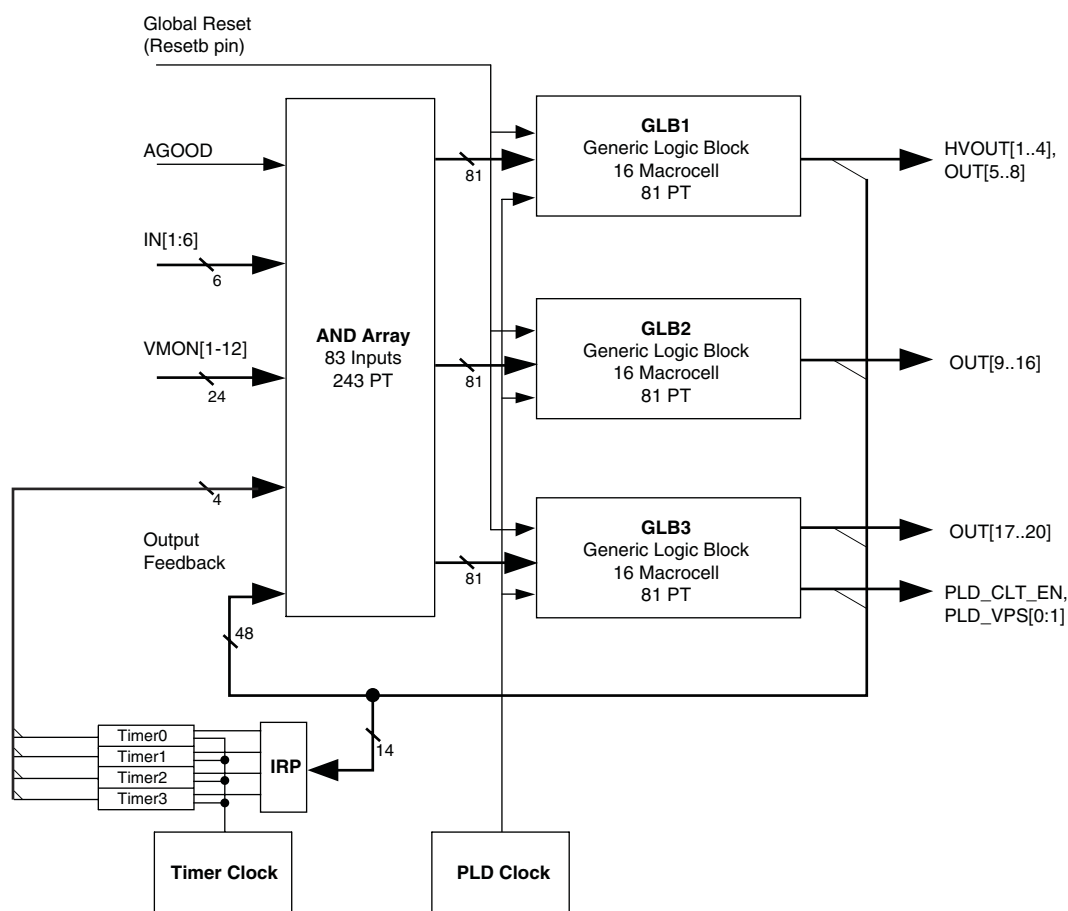 Global Reset
(Resetb pin)
AGOOD
IN[1:6]
6
VMON[1-12]
24
4
Output
Feedback
48
AND Array
83 Inputs
243 PT
81
81
81
GLB1
Generic Logic Block
16 Macrocell
81 PT
GLB2
Generic Logic Block
16 Macrocell
81 PT
GLB3
Generic Logic Block
16 Macrocell
81 PT
HVOUT[1..4],
OUT[5..8]
OUT[9..16]
OUT[17..20]
PLD_CLT_EN,
PLD_VPS[0:1]
14
Timer0
Timer1
Timer2
Timer3
IRP
Timer Clock
PLD Clock